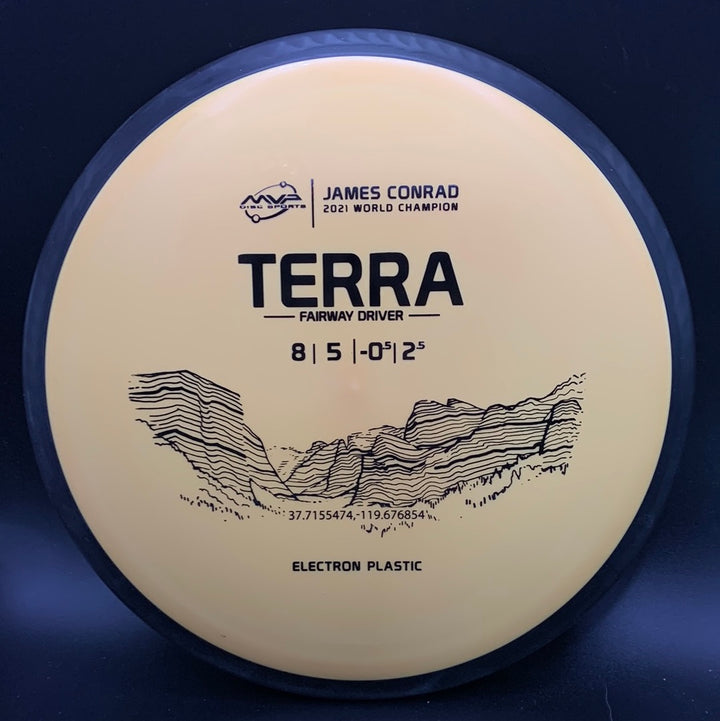 MVP
DISC SPORTS
JAMES CONRAD
2021 WORLD CHAMPION
TERRA
FAIRWAY DRIVER
8 | 5 | -0.5 | 2.5
37.7155474,-119.676854
ELECTRON PLASTIC